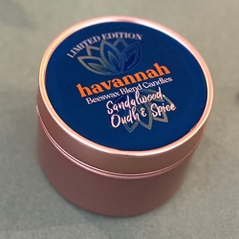 LIMITED EDITION
havannah
Beeswax Blend Candles
Sandalwood,
Oudh & Spice